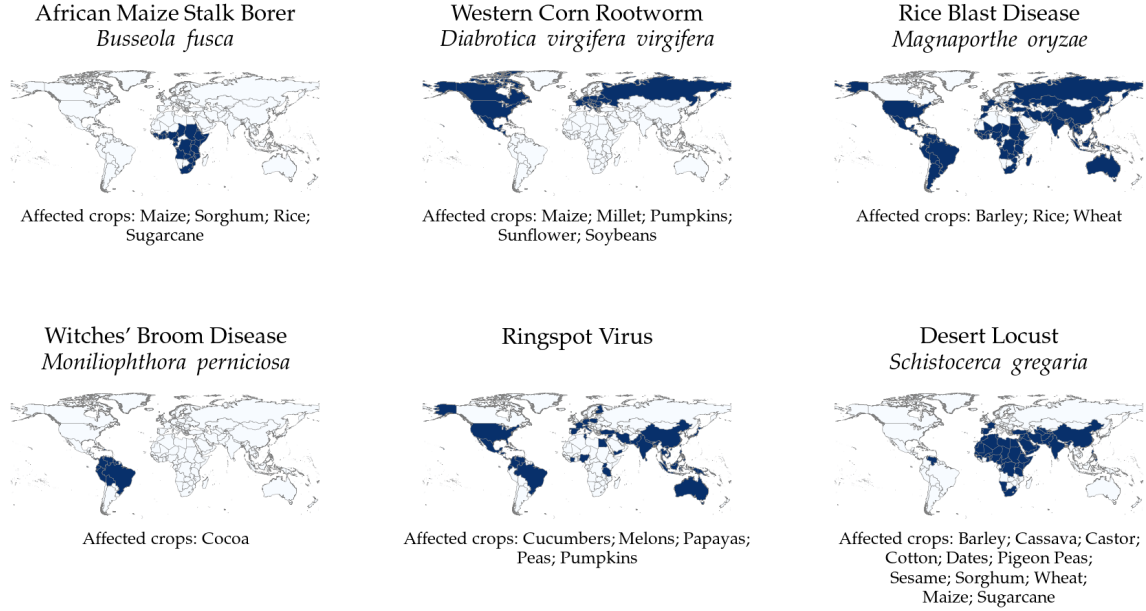 African Maize Stalk Borer
Busseola fusca
Affected crops: Maize; Sorghum; Rice;
Sugarcane
Western Corn Rootworm
Diabrotica virgifera virgifera
Affected crops: Maize; Millet; Pumpkins;
Sunflower; Soybeans
Rice Blast Disease
Magnaporthe oryzae
Affected crops: Barley; Rice; Wheat
Witches’ Broom Disease
Moniliophthora perniciosa
Affected crops: Cocoa
Ringspot Virus
Affected crops: Cucumbers; Melons; Papayas;
Peas; Pumpkins
Desert Locust
Schistocerca gregaria
Affected crops: Barley; Cassava; Castor;
Cotton; Dates; Pigeon Peas;
Sesame; Sorghum; Wheat;
Maize; Sugarcane